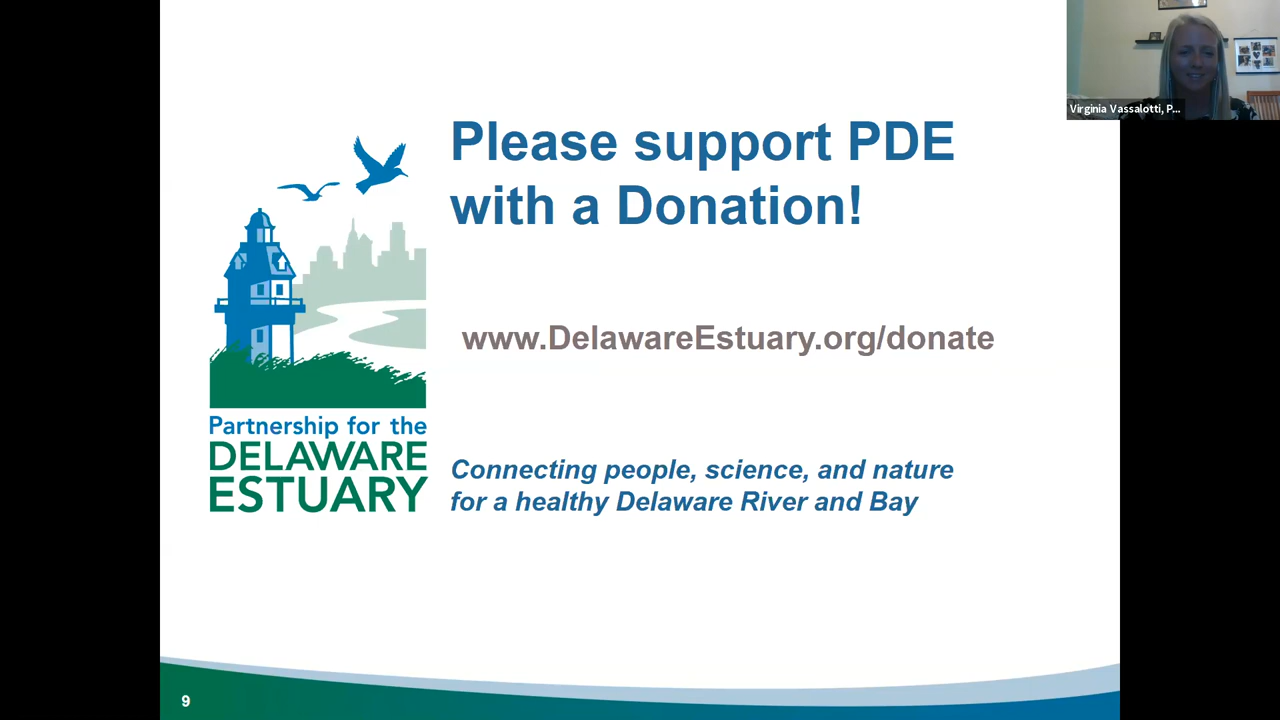 Virginia Vassalotti, P...
Please support PDE
with a Donation!
www.DelawareEstuary.org/donate
Partnership for the
DELAWARE
ESTUARY
Connecting people, science, and nature
for a healthy Delaware River and Bay
9